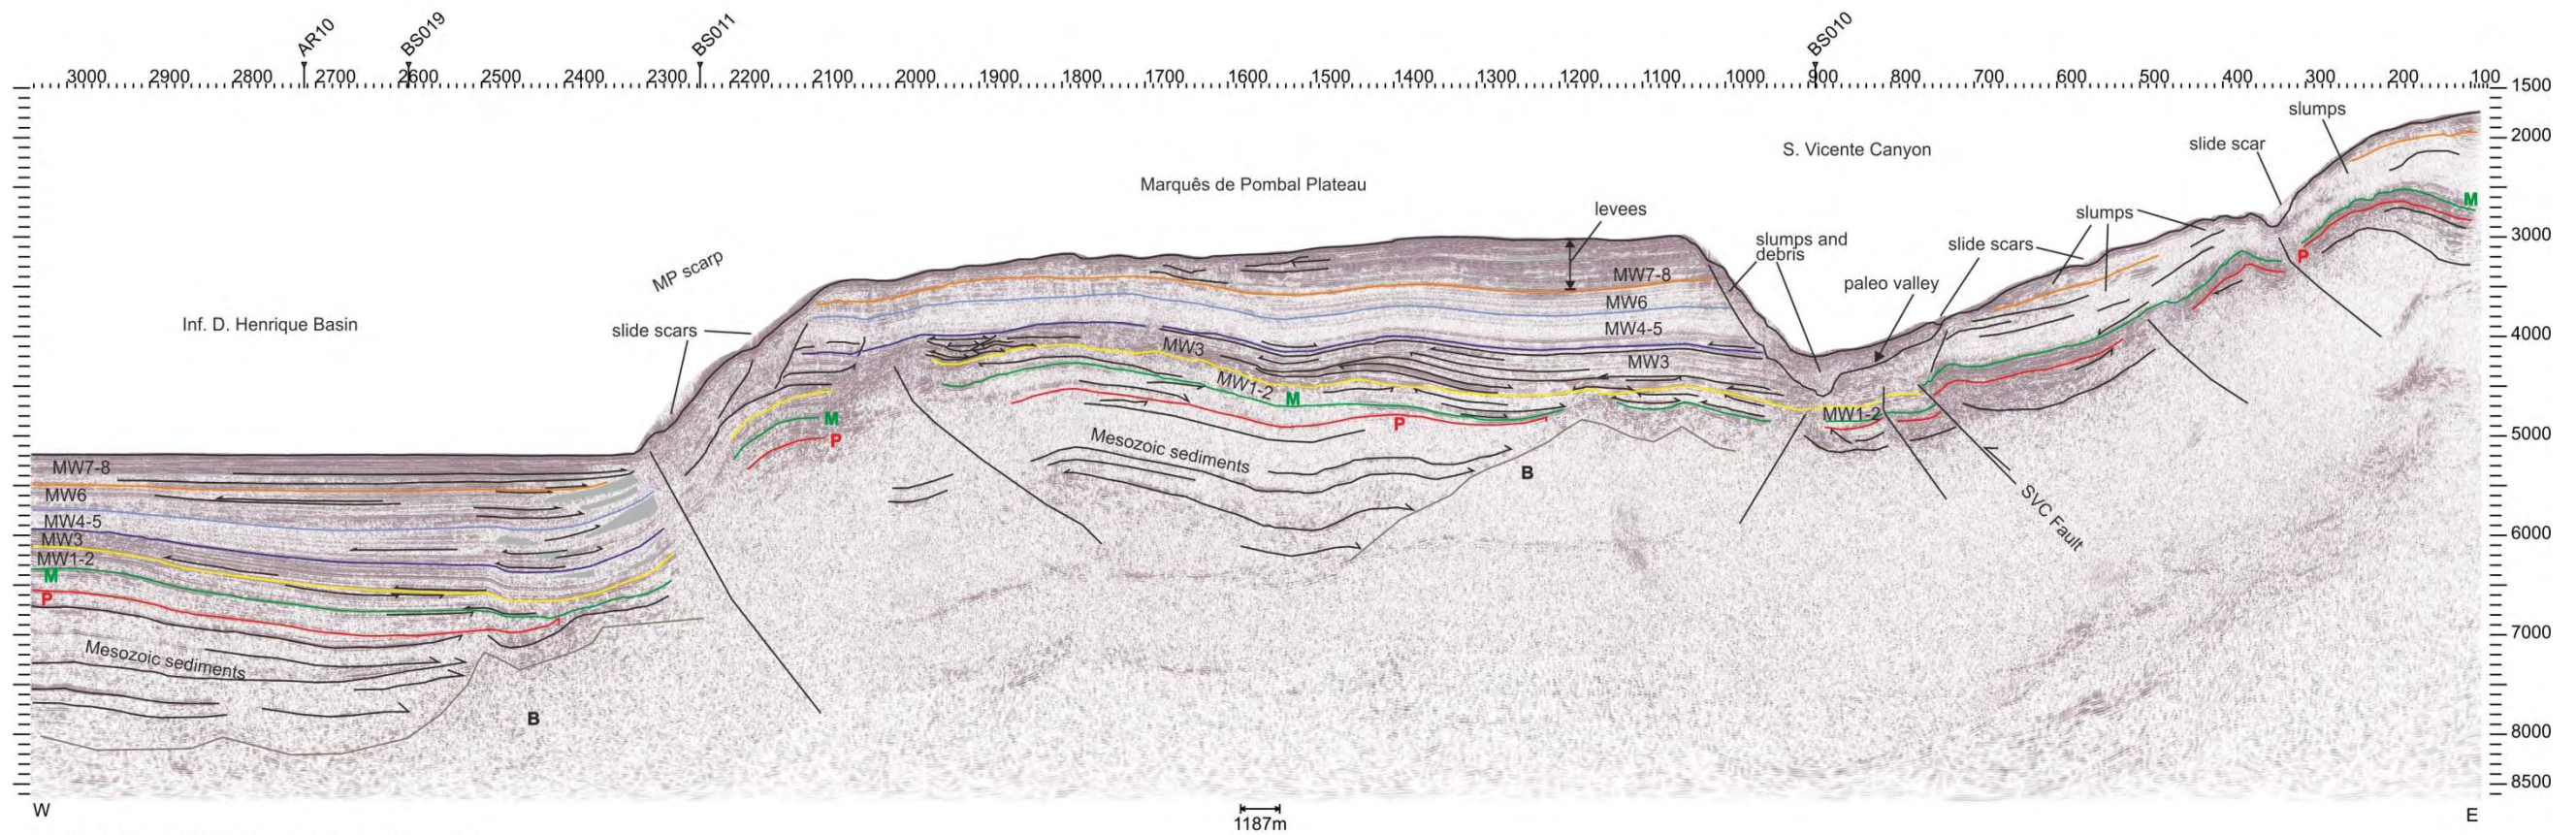 AR10
BS019
BS011
BS010
3000 2900 2800 2700 2600 2500 2400 2300 2200 2100 2000 1900 1800 1700 1600 1500 1400 1300 1200 1100 1000 900 800 700 600 500 400 300 200 100
1500
2000
3000
4000
5000
6000
7000
8000
8500
slumps
slide scar
S. Vicente Canyon
Marquês de Pombal Plateau
levees
slumps
slumps and
debris
slide scars
MP scarp
paleo valley
Inf. D. Henrique Basin
slide scars
M
P
MW7-8
MW6
MW4-5
MW3
MW3
MW1-2
M
P
MW1-2
M
P
Mesozoic sediments
B
SVC Fault
MW7-8
MW6
MW4-5
MW3
MW1-2
M
P
Mesozoic sediments
B
W
1187m
E